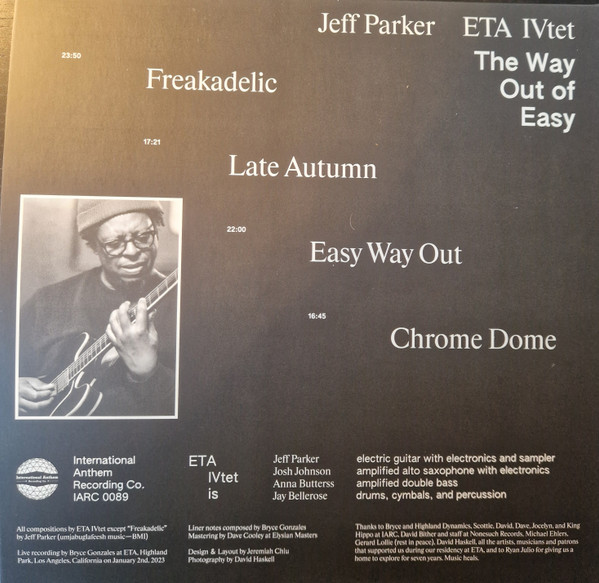 Jeff Parker ETA IVtet
The Way
Out of
Easy
23:50
Freakadelic
17:21
Late Autumn
22:00
Easy Way Out
16:45
Chrome Dome
International Anthem
Recording Co.
International
Anthem
Recording Co.
IARC 0089
ETA
IVtet
is
Jeff Parker
Josh Johnson
Anna Butterss
Jay Bellerose
electric guitar with electronics and sampler
amplified alto saxophone with electronics
amplified double bass
drums, cymbals, and percussion
All compositions by ETA IVtet except "Freakadelic"
by Jeff Parker (umjabuglafeesh music—BMI)
Live recording by Bryce Gonzales at ETA, Highland
Park, Los Angeles, California on January 2nd, 2023
Liner notes composed by Bryce Gonzales
Mastering by Dave Cooley at Elysian Masters
Design & Layout by Jeremiah Chiu
Photography by David Haskell
Thanks to Bryce and Highland Dynamics, Scottie, David, Dave, Jocelyn, and King
Hippo at IARC, David Bither and staff at Nonesuch Records, Michael Ehlers,
Gerard Lollie (rest in peace), David Haskell, all the artists, musicians and patrons
that supported us during our residency at ETA, and to Ryan Julio for giving us a
home to explore for seven years. Music heals.